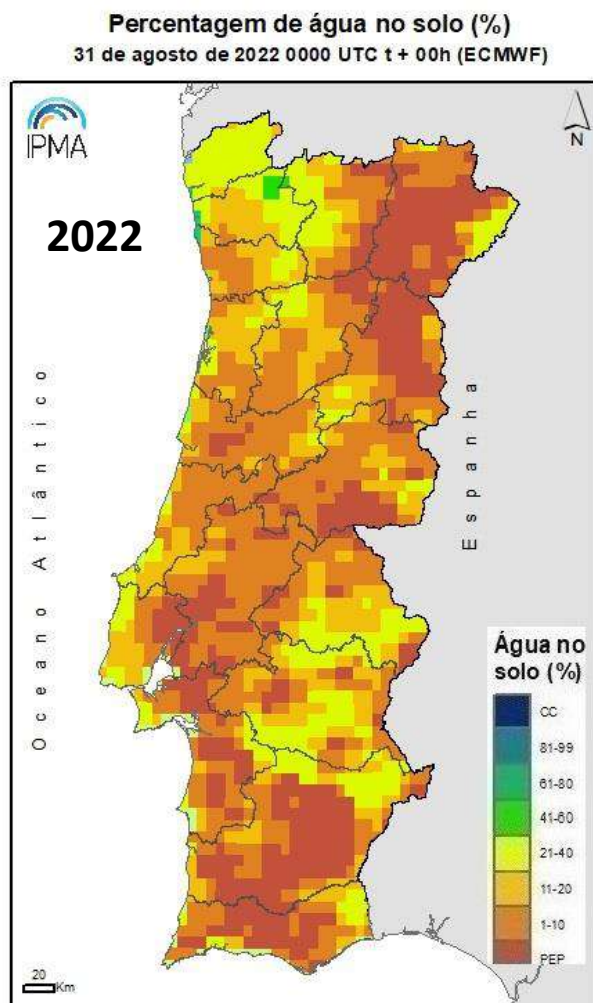 Percentagem de água no solo (%)
31 de agosto de 2022 0000 UTC t + 00h (ECMWF)
IPMA
N
2022
Oceano Atlântico
Espanha
Água no
solo (%)
CC
81-99
61-80
41-60
21-40
11-20
1-10
PEP
20
Km